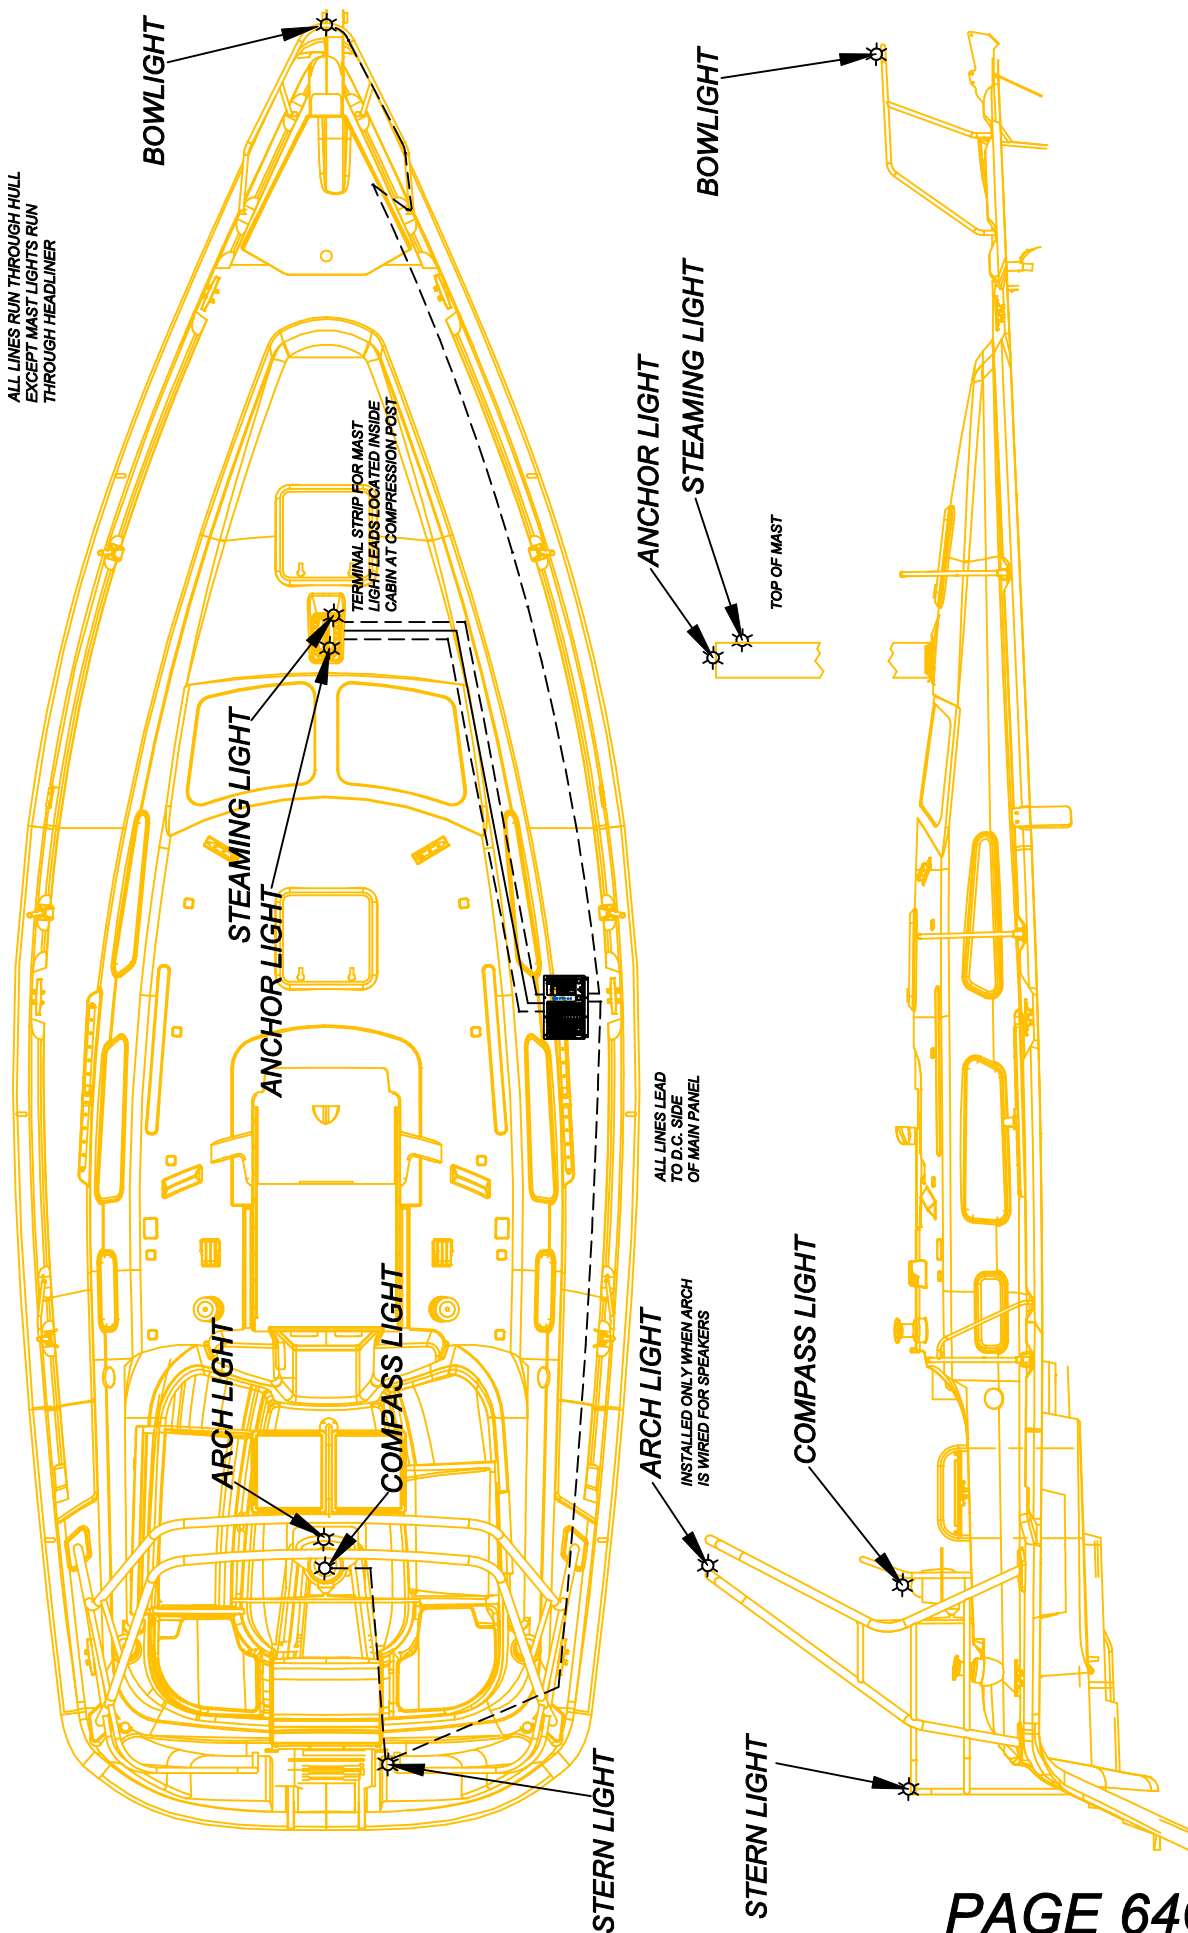 ALL LINES RUN THROUGH HULL
EXCEPT MAST LIGHTS RUN
THROUGH HEADLINER
BOWLIGHT
TERMINAL STRIP FOR MAST
LIGHT LEADS LOCATED INSIDE
CABIN AT COMPRESSION POST
STEAMING LIGHT
ANCHOR LIGHT
ARCH LIGHT
COMPASS LIGHT
STERN LIGHT
ALL LINES LEAD
TO D.C. SIDE
OF MAIN PANEL
BOWLIGHT
STEAMING LIGHT
ANCHOR LIGHT
TOP OF MAST
ARCH LIGHT
INSTALLED ONLY WHEN ARCH
IS WIRED FOR SPEAKERS
COMPASS LIGHT
STERN LIGHT
PAGE